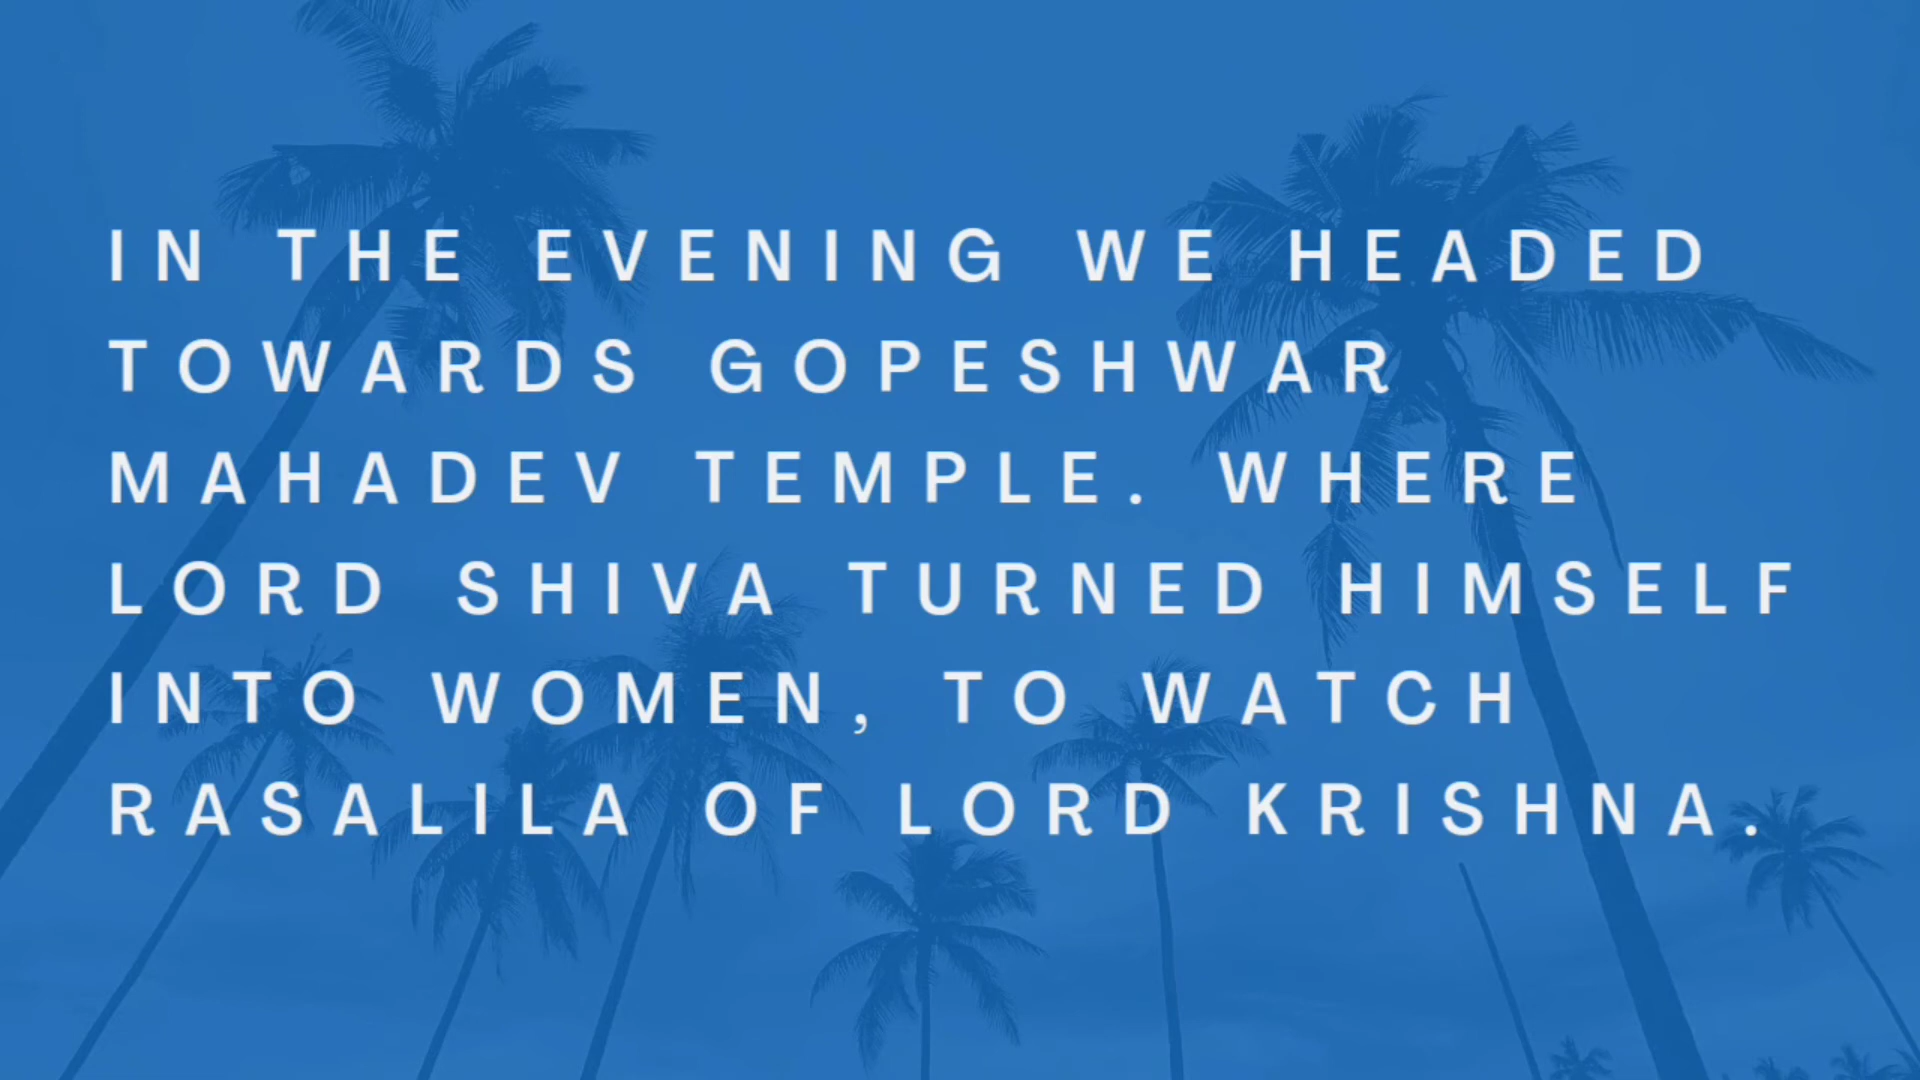 IN THE EVENING WE HEADED
TOWARDS GOPESHWAR
MAHADEV TEMPLE. WHERE
LORD SHIVA TURNED HIMSELF
INTO WOMEN, TO WATCH
RASALILA OF LORD KRISHNA.